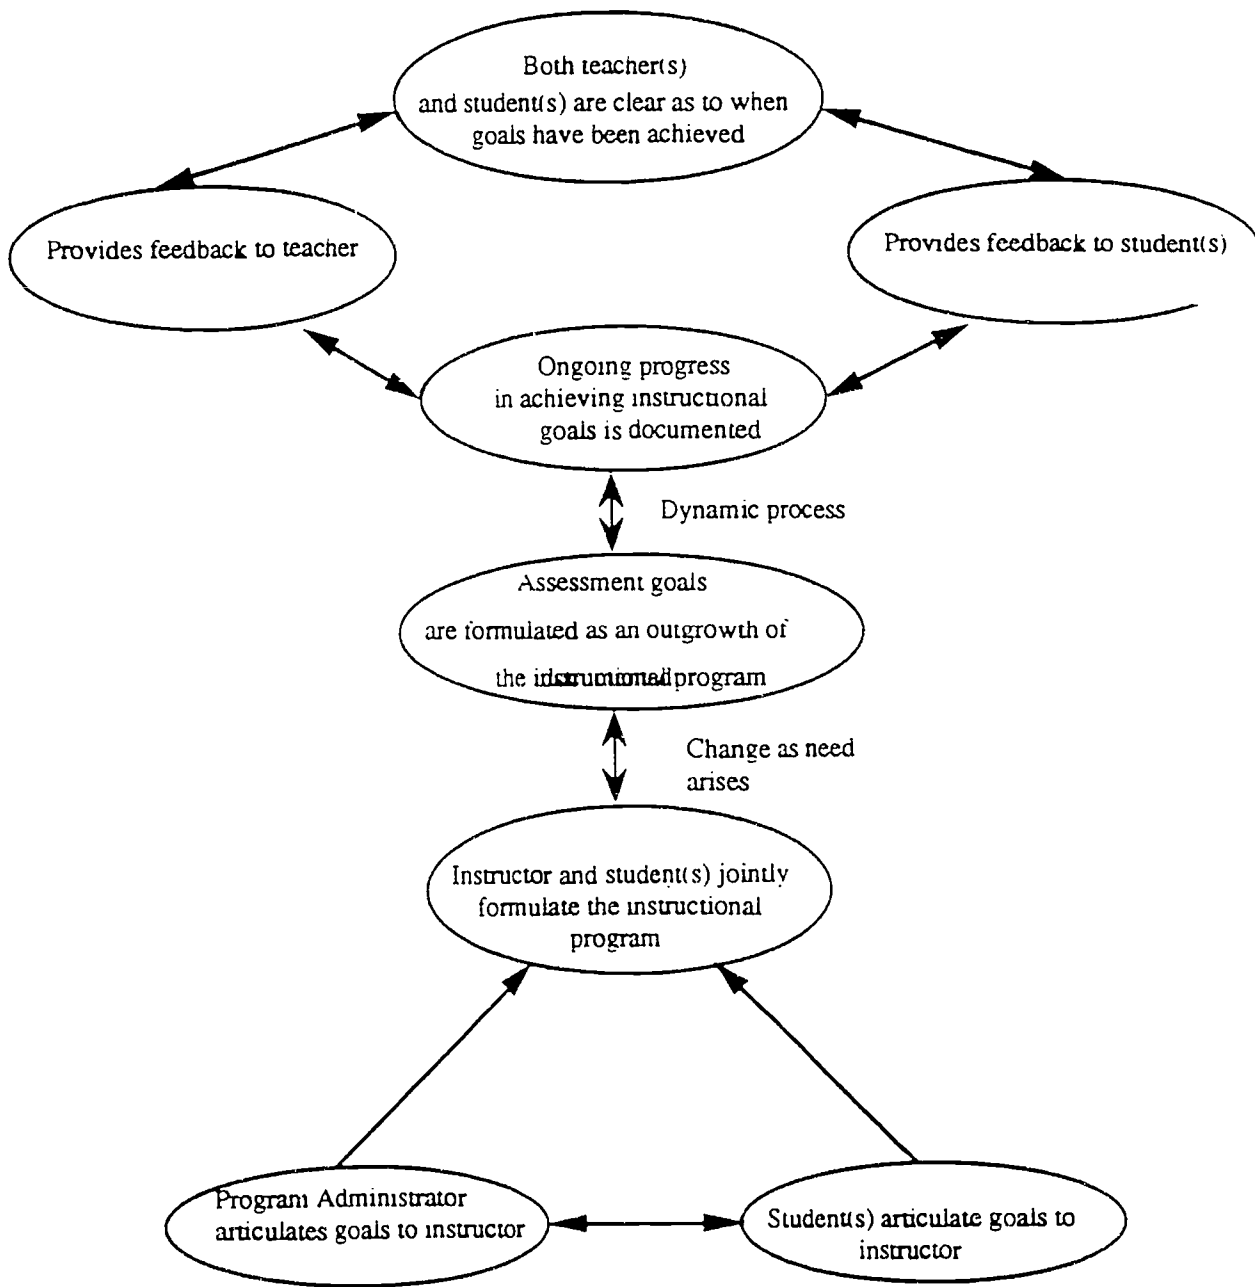 Both teacher(s)
and student(s) are clear as to when
goals have been achieved
Provides feedback to teacher
Provides feedback to student(s)
Ongoing progress
in achieving instructional
goals is documented
Dynamic process
Assessment goals
are formulated as an outgrowth of
the instructional program
Change as need
arises
Instructor and student(s) jointly
formulate the instructional
program
Program Administrator
articulates goals to instructor
Student(s) articulate goals to
instructor